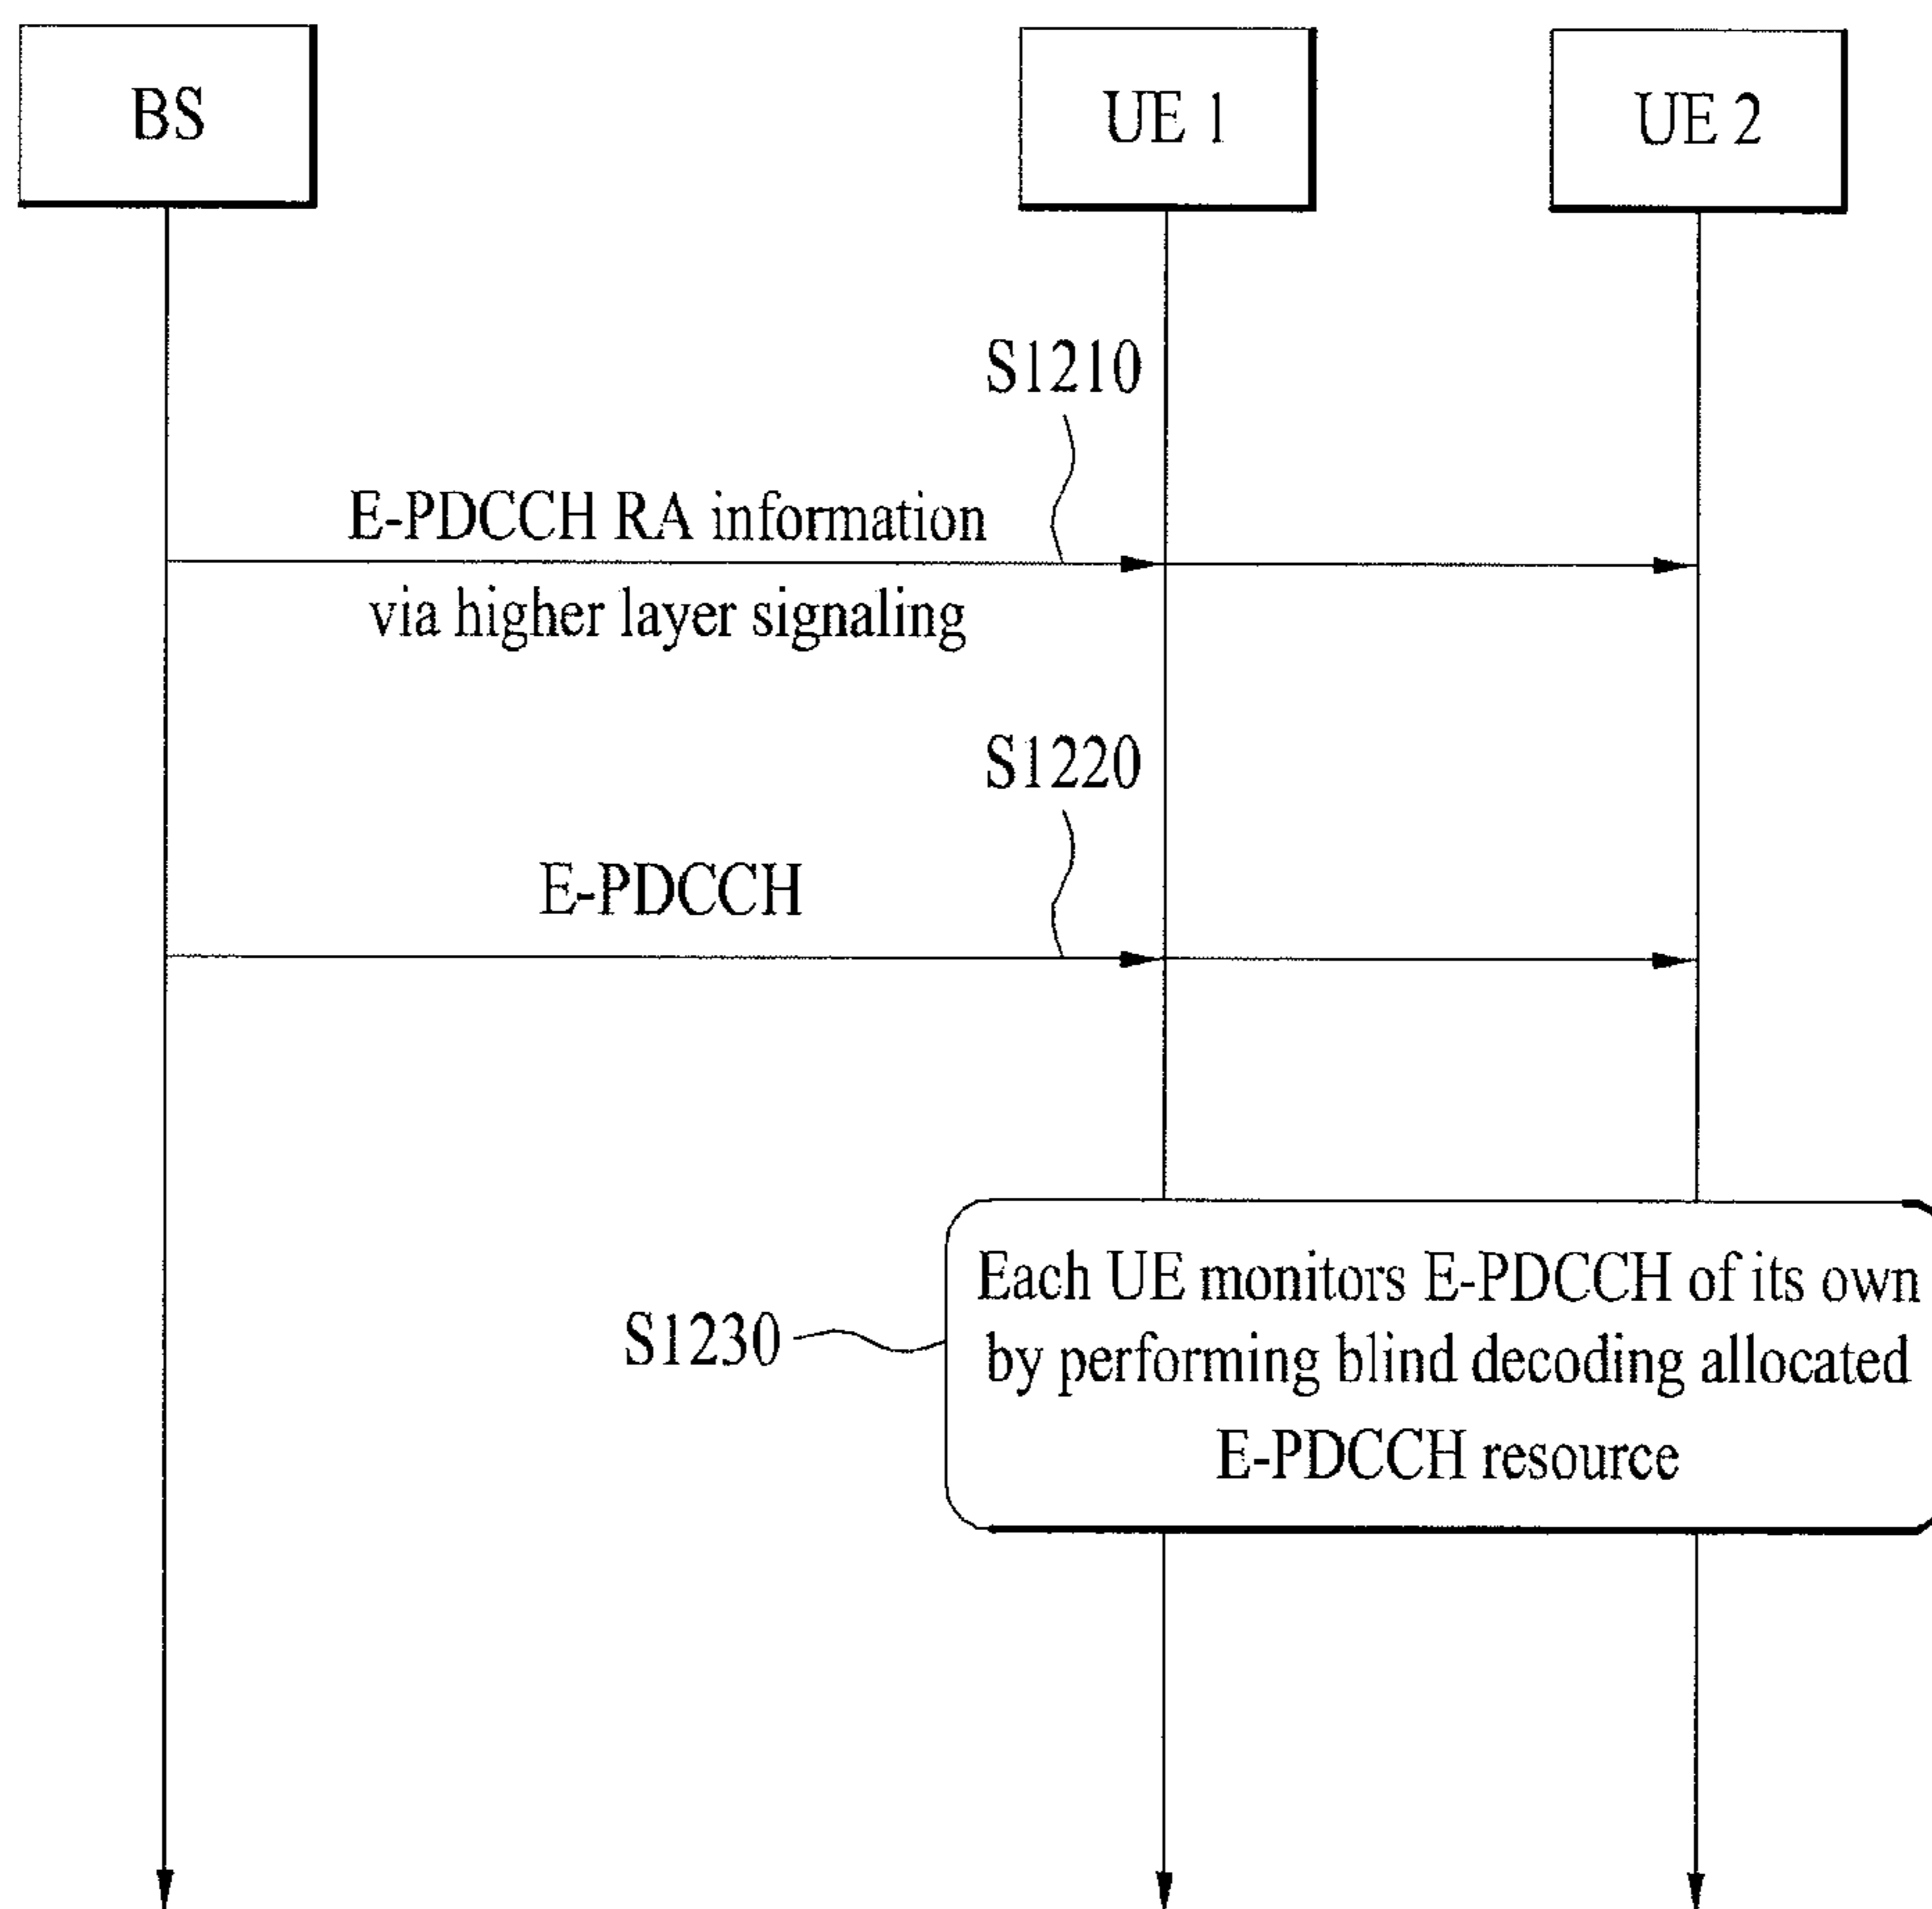 BS
UE 1
UE 2
S1210
E-PDCCH RA information
via higher layer signaling
S1220
E-PDCCH
S1230
Each UE monitors E-PDCCH of its own
by performing blind decoding allocated
E-PDCCH resource